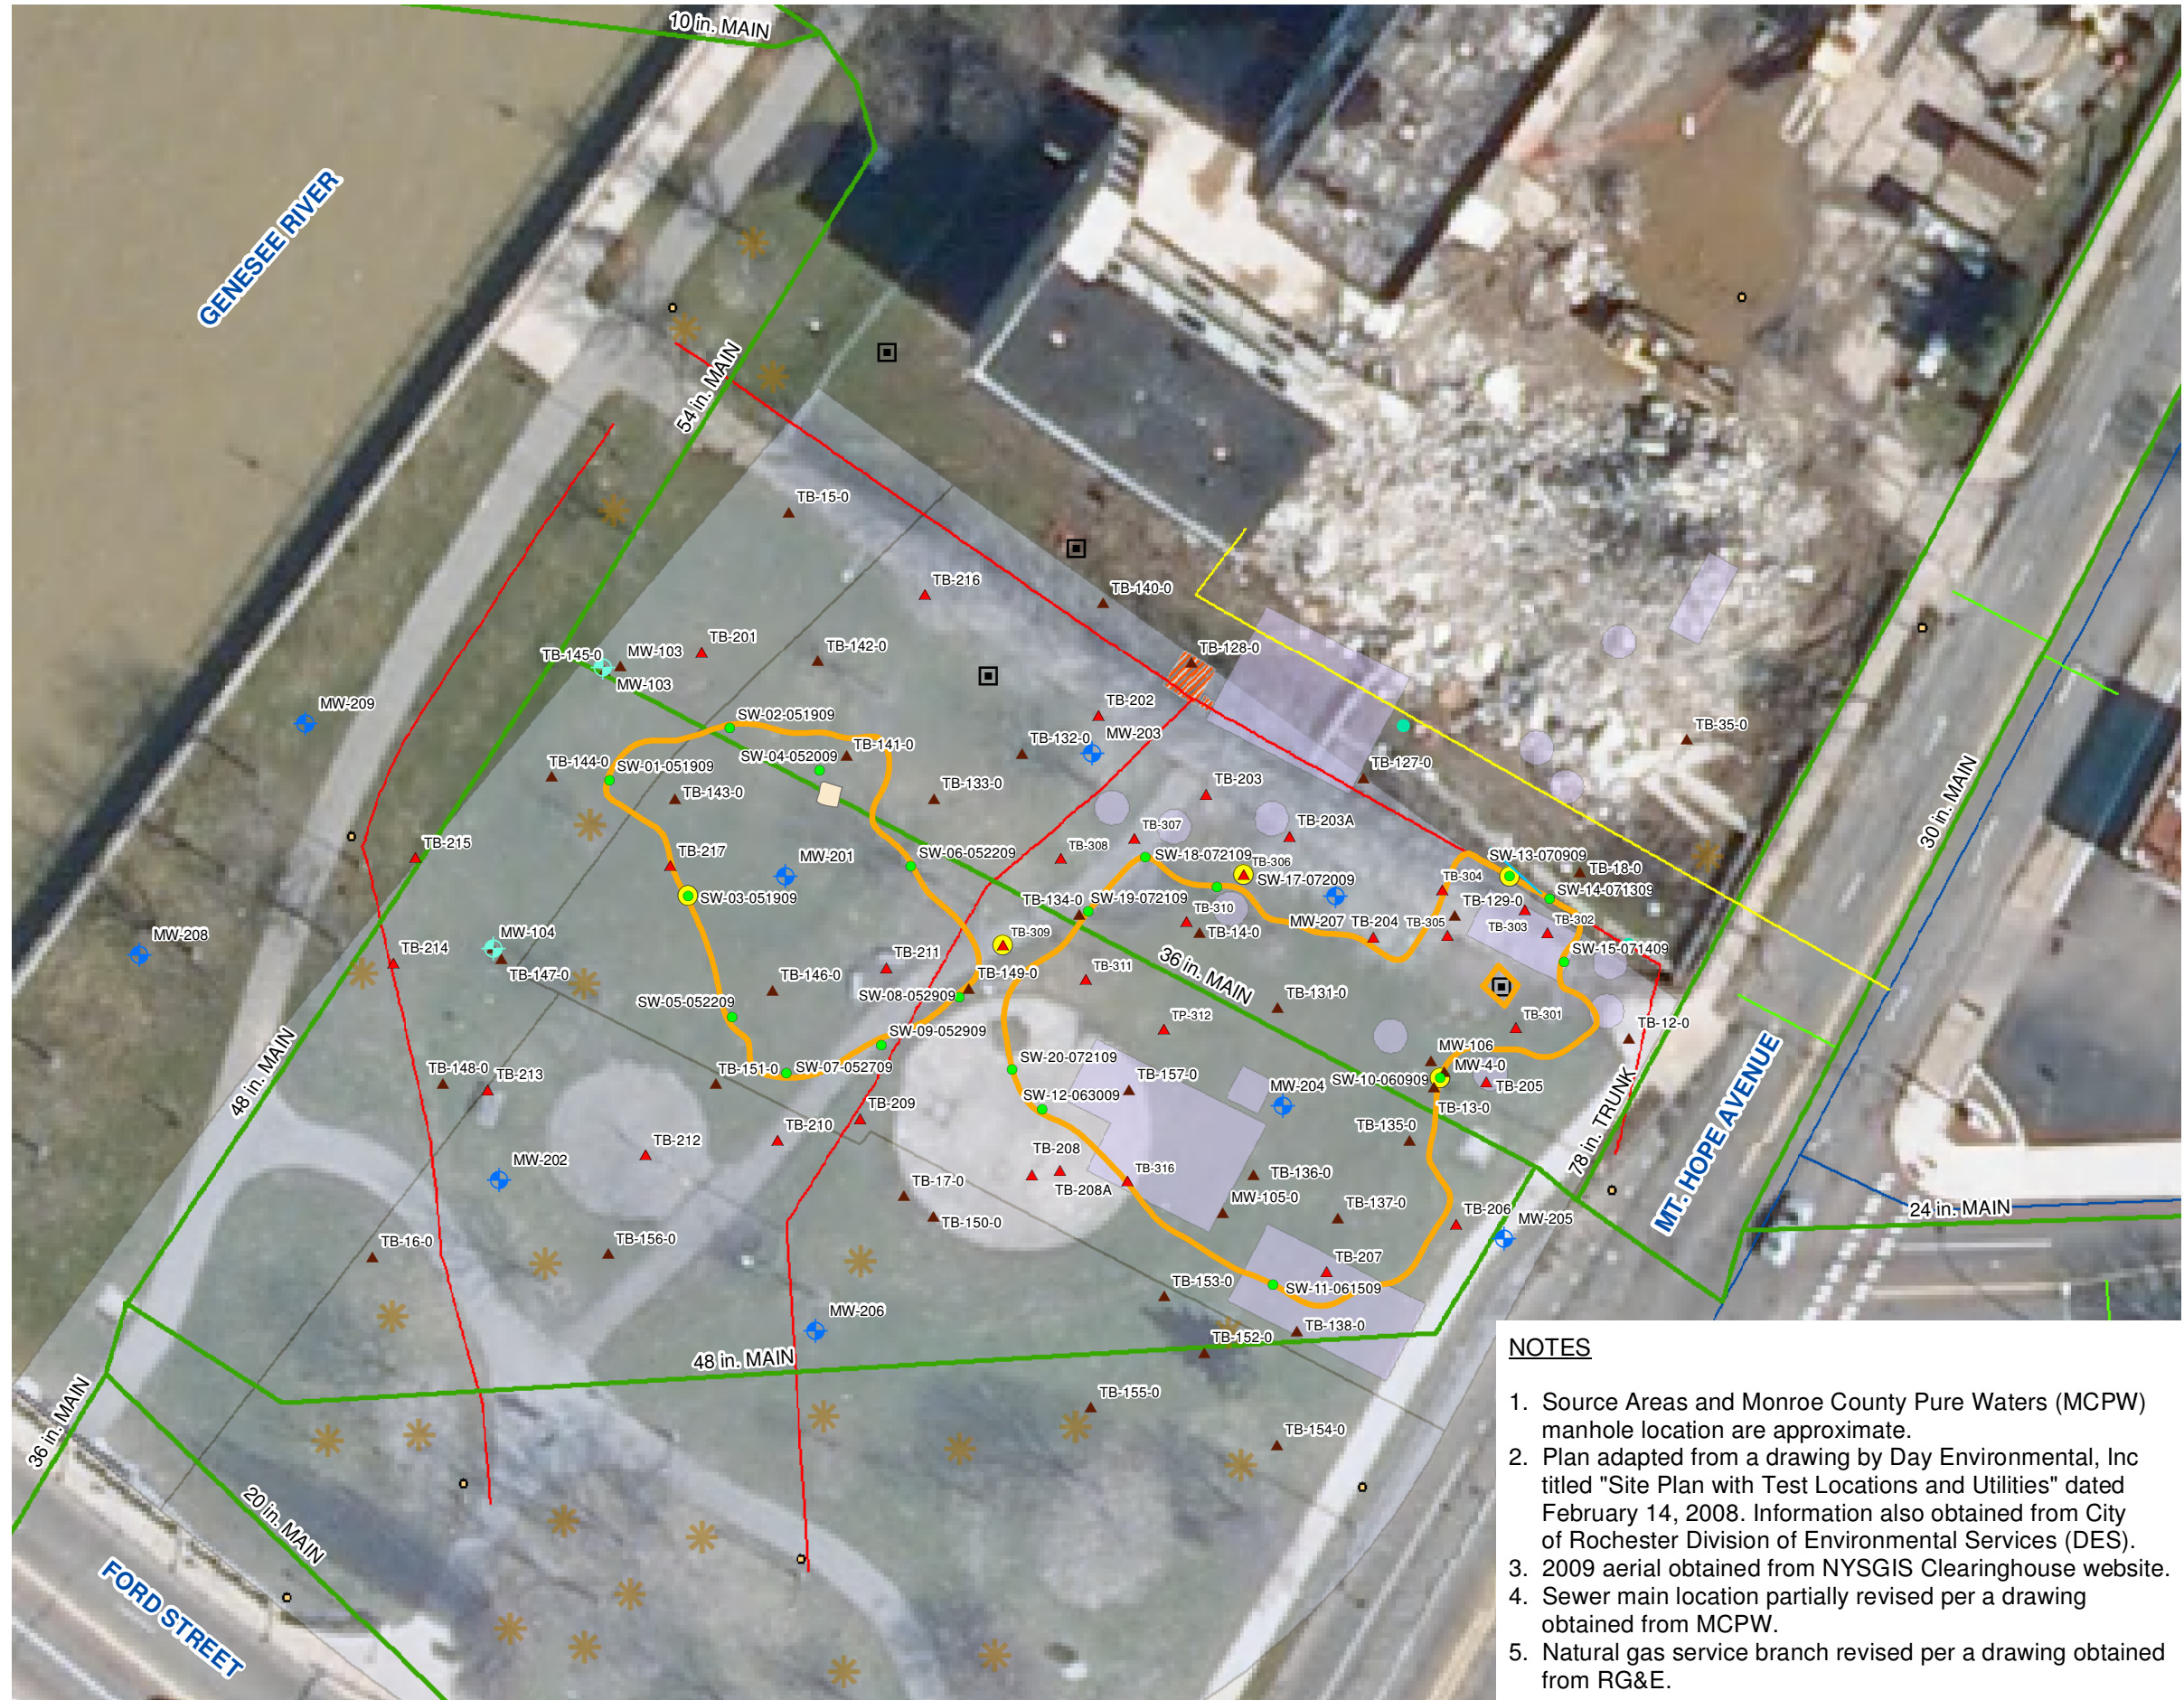 10 in. MAIN
GENESEE RIVER
54 in. MAIN
TB-15-0
TB-216
TB-140-0
TB-201
TB-142-0
TB-145-0
MW-103
MW-103
TB-128-0
MW-209
TB-202
SW-02-051909
TB-132-0
MW-203
TB-35-0
TB-141-0
SW-04-052009
TB-144-0
SW-01-051909
TB-127-0
TB-143-0
TB-133-0
TB-203
30 in. MAIN
TB-203A
TB-307
TB-215
TB-308
SW-18-072109
SW-13-070909
MW-201
SW-06-052209
TB-306
TB-217
TB-18-0
SW-17-072009
TB-304
SW-03-051909
SW-19-072109
TB-134-0
SW-14-071309
TB-129-0
TB-310
MW-207
TB-204
TB-305
TB-302
TB-303
MW-104
TB-309
TB-14-0
MW-208
TB-214
SW-15-071409
TB-211
TB-147-0
TB-146-0
TB-149-0
TB-311
36 in. MAIN
SW-08-052909
TB-131-0
SW-05-052209
TP-312
TB-301
SW-09-052909
TB-12-0
48 in. MAIN
MW-106
SW-20-072109
TB-148-0
TB-213
TB-151-0
SW-07-052709
MW-4-0
TB-157-0
MW-204
SW-10-060909
TB-205
SW-12-063009
TB-209
TB-13-0
78 in. TRUNK
MT. HOPE AVENUE
TB-212
TB-210
TB-135-0
TB-208
MW-202
TB-316
TB-136-0
TB-17-0
TB-208A
MW-105-0
TB-137-0
TB-150-0
TB-206
MW-205
24 in. MAIN
TB-16-0
TB-156-0
TB-207
TB-153-0
SW-11-061509
MW-206
TB-138-0
TB-152-0
48 in. MAIN
36 in. MAIN
TB-155-0
TB-154-0
20 in. MAIN
FORD STREET
NOTES
1. Source Areas and Monroe County Pure Waters (MCPW)
manhole location are approximate.
2. Plan adapted from a drawing by Day Environmental, Inc
titled "Site Plan with Test Locations and Utilities" dated
February 14, 2008. Information also obtained from City
of Rochester Division of Environmental Services (DES).
3. 2009 aerial obtained from NYSGIS Clearinghouse website.
4. Sewer main location partially revised per a drawing
obtained from MCPW.
5. Natural gas service branch revised per a drawing obtained
from RG&E.